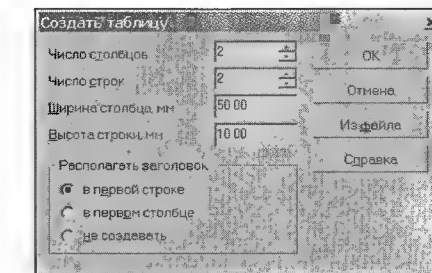 Создать таблицу
Число столбцов 2
Число строк 2
Ширина столбца, мм 50.00
Высота строки, мм 10.00
Располагать заголовок
в первой строке
в первом столбце
не создавать
OK
Отмена
Из файла
Справка